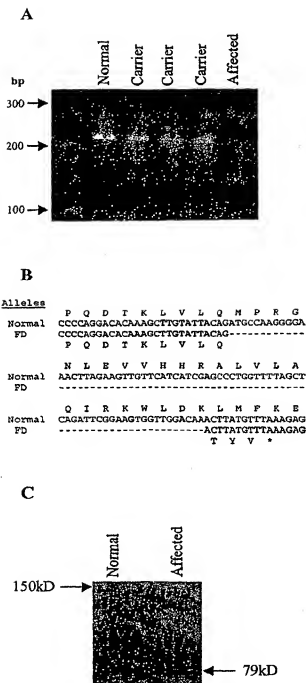 A
bp
Normal
Carrier
Carrier
Carrier
Affected
300
200
100
B
Alleles
P Q D T K L V L Q M P R G
Normal CCCCAGGACACAAAGCTTGTATTACAGATGCCAAGGGGA
FD CCCCAGGACACAAAGCTTGTATTACAG------------
P Q D T K L V L Q
N L E V V H H R A L V L A
Normal AACTTAGAAGTTGTTCATCATCGAGCCCTGGTTTTAGCT
FD ---------------------------------------
Q I R K W L D K L M F K E
Normal CAGATTCGGAAGTGGTTGGACAAACTTATGTTTAAAGAG
FD -----------------------ACTTATGTTTAAAGAG
T Y V *
C
Normal
Affected
150kD
79kD